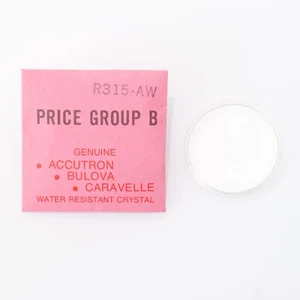 R315-AW
PRICE GROUP B
GENUINE
• ACCUTRON
• BULOVA
• CARAVELLE
WATER RESISTANT CRYSTAL